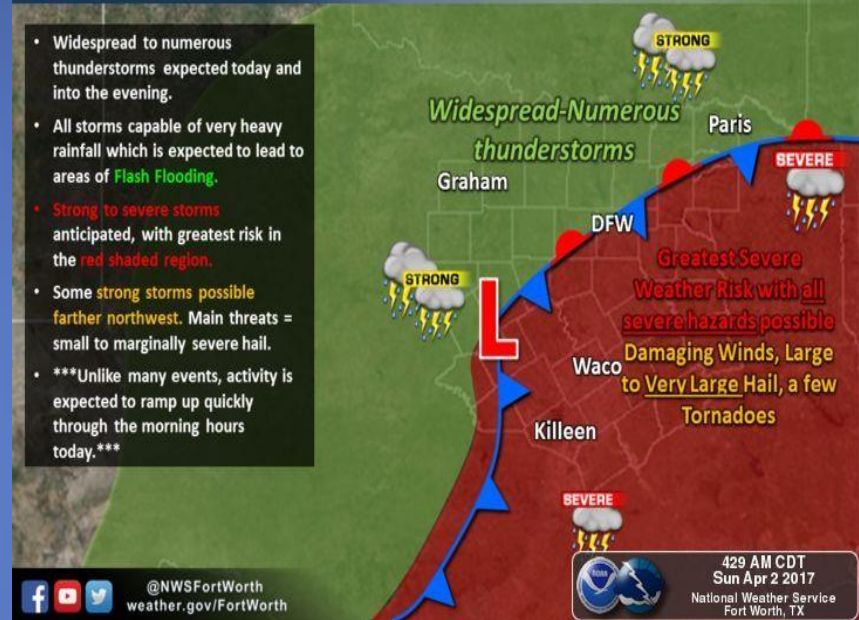 • Widespread to numerous
thunderstorms expected today and
into the evening.
• All storms capable of very heavy
rainfall which is expected to lead to
areas of Flash Flooding.
• Strong to severe storms
anticipated, with greatest risk in
the red shaded region.
• Some strong storms possible
farther northwest. Main threats =
small to marginally severe hail.
• ***Unlike many events, activity is
expected to ramp up quickly
through the morning hours
today.***
STRONG
Widespread-Numerous
thunderstorms
Paris
SEVERE
Graham
DFW
STRONG
L
Greatest Severe
Weather Risk with all
severe hazards possible
Damaging Winds, Large
to Very Large Hail, a few
Tornadoes
Waco
Killeen
SEVERE
@NWSFortWorth
weather.gov/FortWorth
NOAA
429 AM CDT
Sun Apr 2 2017
National Weather Service
Fort Worth, TX